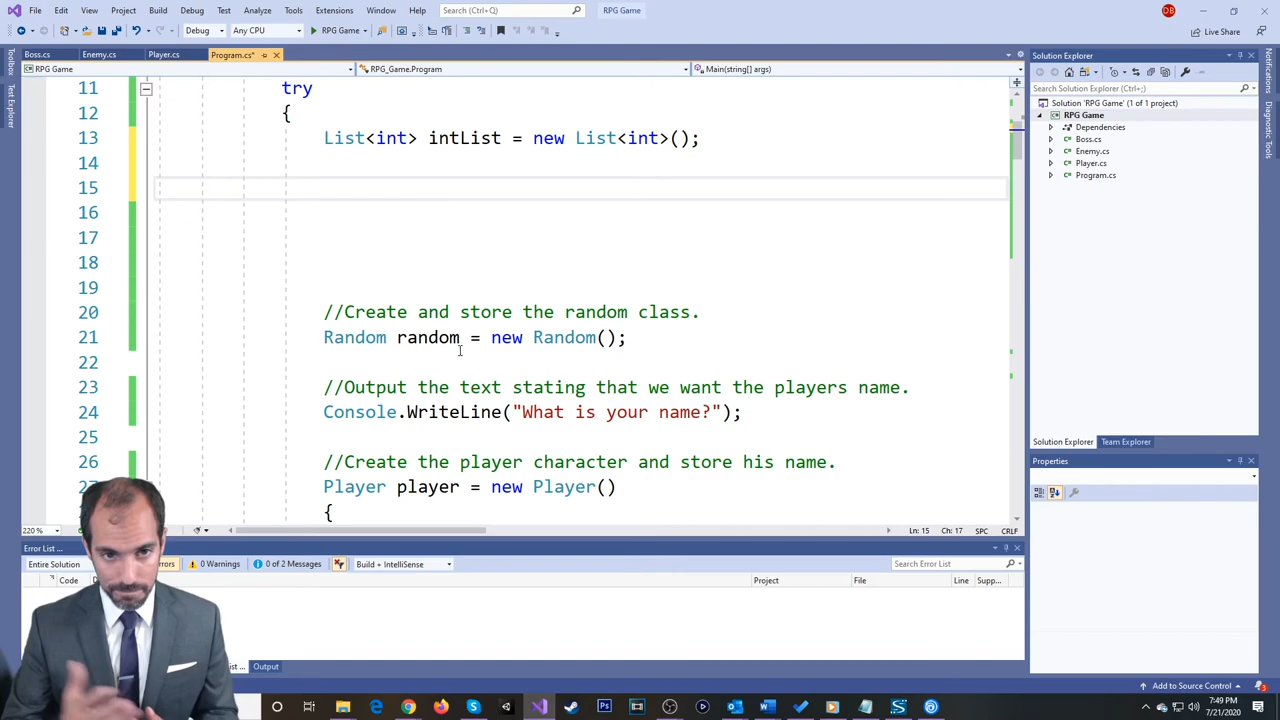 File Edit View Project Build Debug Test Analyze Tools Extensions Window Help Search (Ctrl+Q) RPG Game DB
Debug Any CPU RPG Game Live Share
Boss.cs Enemy.cs Player.cs Program.cs*
RPG Game RPG_Game.Program Main(string[] args)
Toolbox
Test Explorer
11 try
12 {
13 List<int> intList = new List<int>();
14
15
16
17
18
19
20 //Create and store the random class.
21 Random random = new Random();
22
23 //Output the text stating that we want the players name.
24 Console.WriteLine("What is your name?");
25
26 //Create the player character and store his name.
27 Player player = new Player()
{
220 % Ln: 15 Ch: 17 SPC CRLF
Error List ...
Entire Solution 0 Warnings 0 of 2 Messages Build + IntelliSense Search Error List
Code Project File Line Supp...
Output
Solution Explorer
Search Solution Explorer (Ctrl+;)
Solution 'RPG Game' (1 of 1 project)
RPG Game
Dependencies
Boss.cs
Enemy.cs
Player.cs
Program.cs
Solution Explorer Team Explorer
Properties
Notifications
Diagnostic Tools
Add to Source Control 3
7:49 PM
7/21/2020